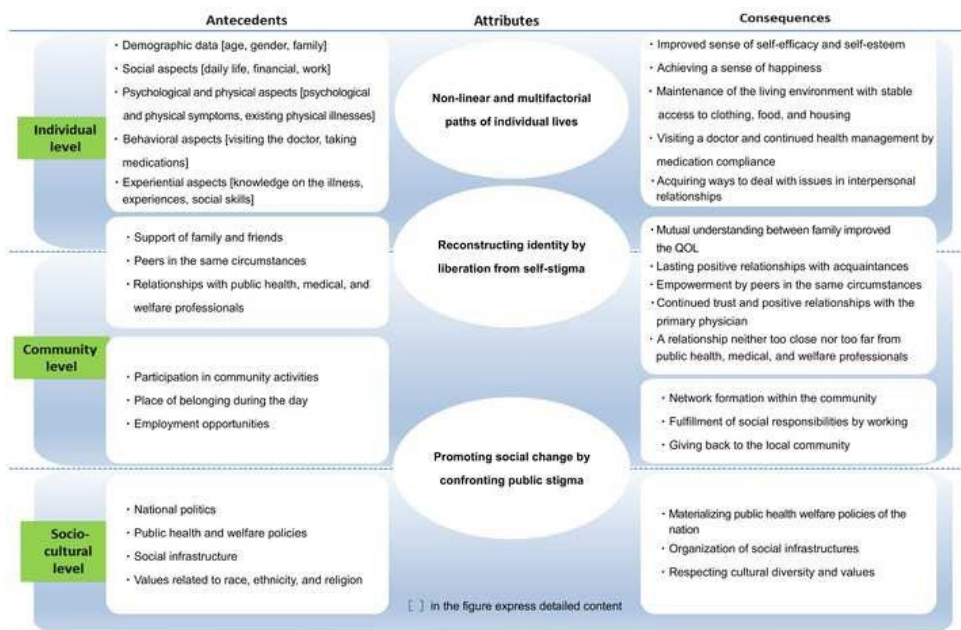 Antecedents
Attributes
Consequences
Individual
level
・Demographic data [age, gender, family]
・Social aspects [daily life, financial, work]
・Psychological and physical aspects [psychological
and physical symptoms, existing physical illnesses]
・Behavioral aspects [visiting the doctor, taking
medications]
・Experiential aspects [knowledge on the illness,
experiences, social skills]
Non-linear and multifactorial
paths of individual lives
・Improved sense of self-efficacy and self-esteem
・Achieving a sense of happiness
・Maintenance of the living environment with stable
access to clothing, food, and housing
・Visiting a doctor and continued health management by
medication compliance
・Acquiring ways to deal with issues in interpersonal
relationships
・Support of family and friends
・Peers in the same circumstances
・Relationships with public health, medical, and
welfare professionals
Reconstructing identity by
liberation from self-stigma
・Mutual understanding between family improved
the QOL
・Lasting positive relationships with acquaintances
・Empowerment by peers in the same circumstances
・Continued trust and positive relationships with the
primary physician
・A relationship neither too close nor too far from
public health, medical, and welfare professionals
Community
level
・Participation in community activities
・Place of belonging during the day
・Employment opportunities
・Network formation within the community
・Fulfillment of social responsibilities by working
・Giving back to the local community
Promoting social change by
confronting public stigma
Socio-
cultural
level
・National politics
・Public health and welfare policies
・Social infrastructure
・Values related to race, ethnicity, and religion
・Materializing public health welfare policies of the
nation
・Organization of social infrastructures
・Respecting cultural diversity and values
[ ] in the figure express detailed content